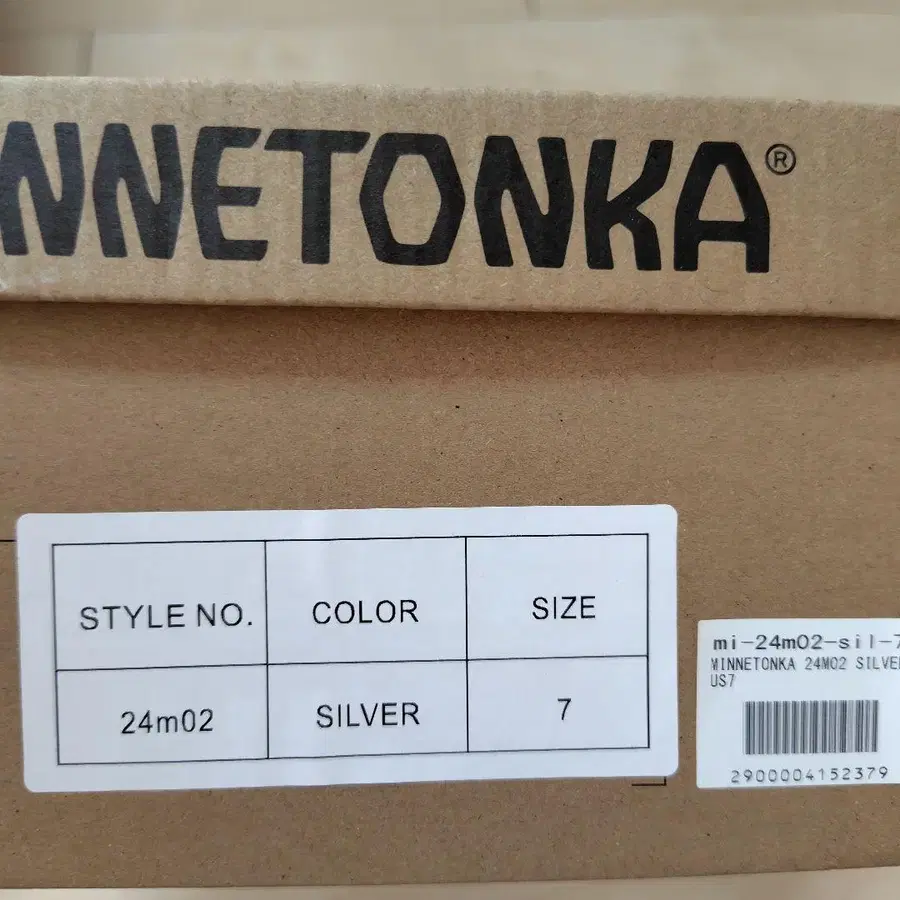 NNETONKA®
STYLE NO. COLOR SIZE
24m02 SILVER 7
mi-24m02-sil-7
MINNETONKA 24M02 SILVER
US7
2900004152379